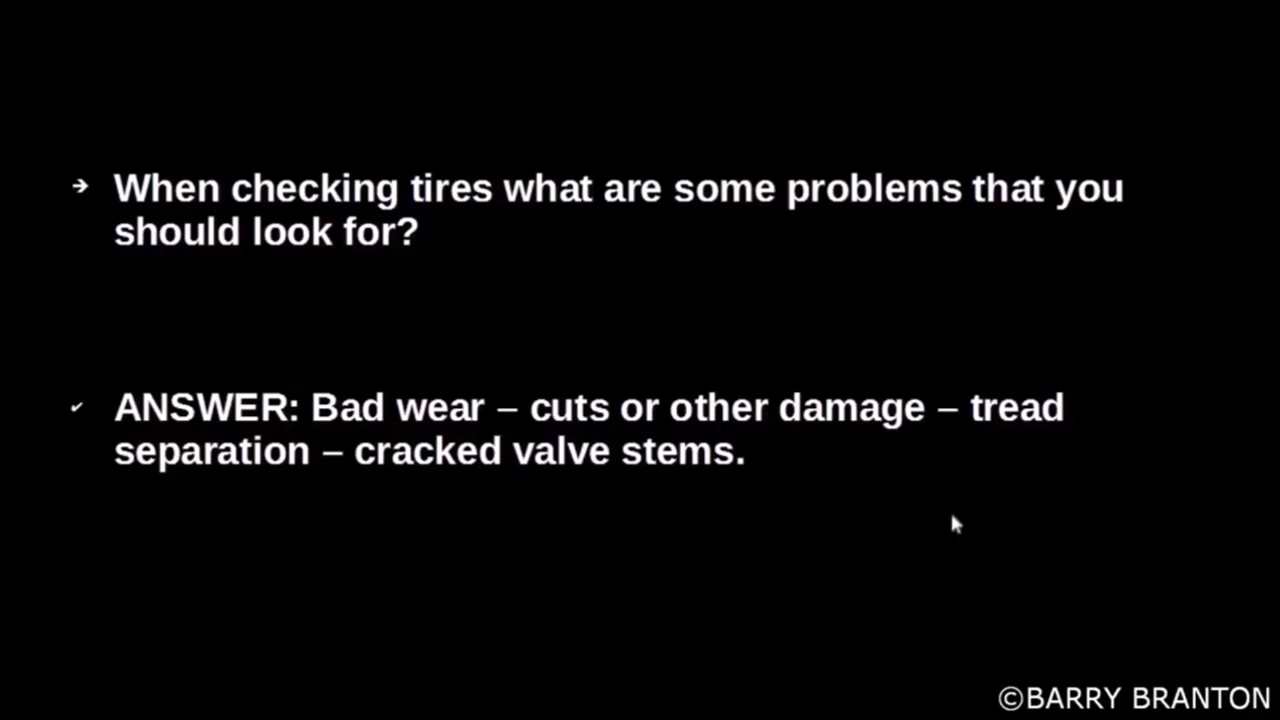 ➔ When checking tires what are some problems that you
should look for?
✔ ANSWER: Bad wear – cuts or other damage – tread
separation – cracked valve stems.
©BARRY BRANTON